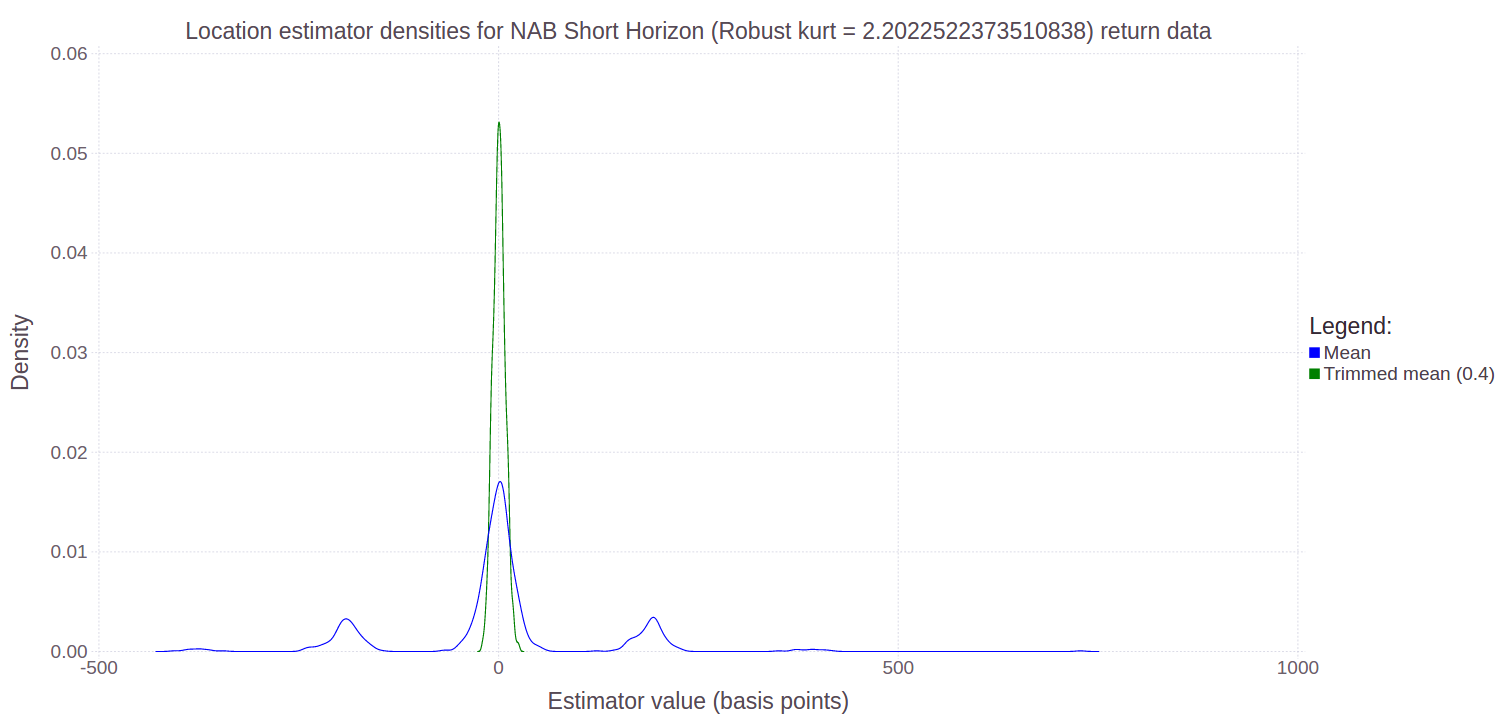 Location estimator densities for NAB Short Horizon (Robust kurt = 2.2022522373510838) return data
0.06
0.05
0.04
0.03
0.02
0.01
0.00
Density
-500
0
500
1000
Estimator value (basis points)
Legend:
Mean
Trimmed mean (0.4)